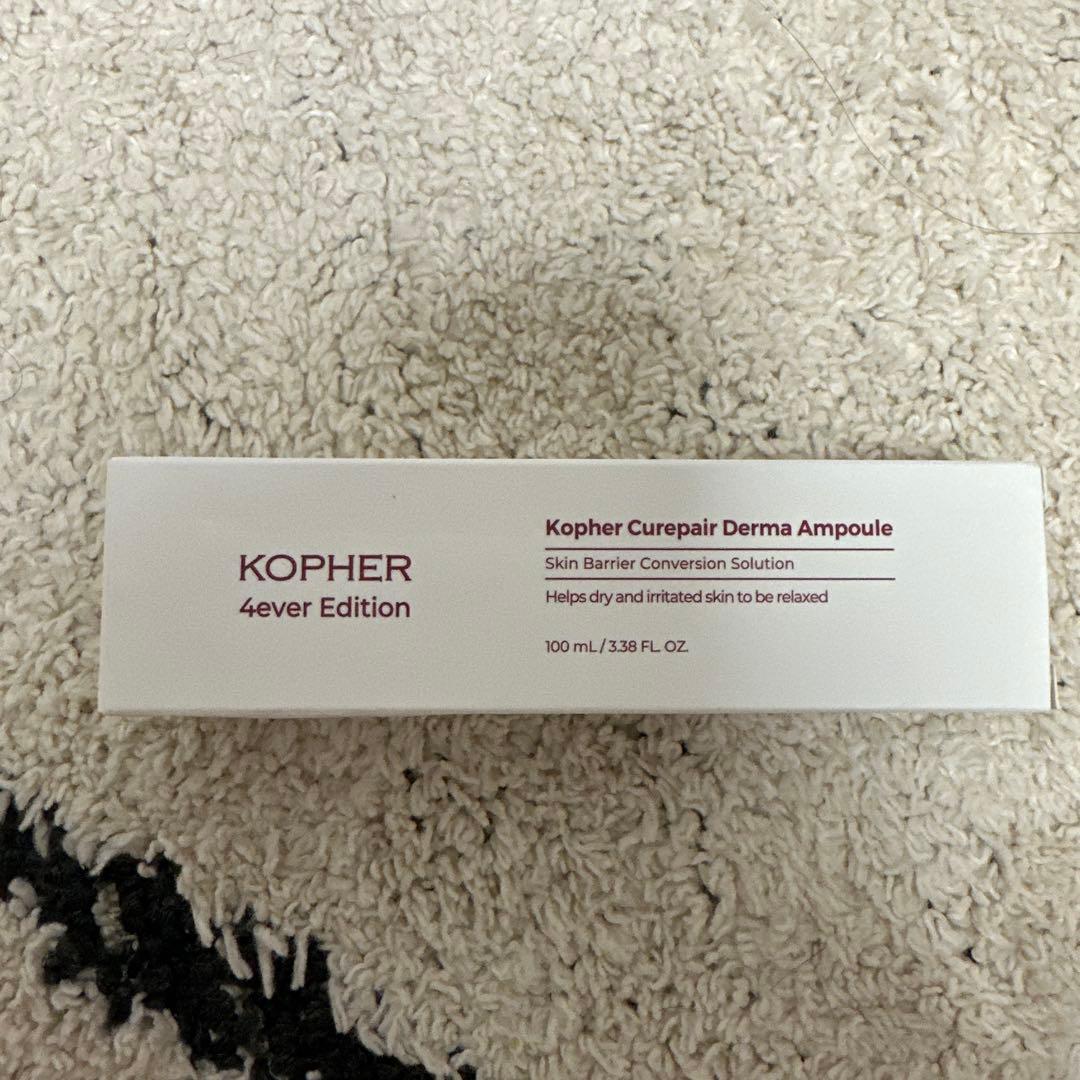 KOPHER
4ever Edition
Kopher Curepair Derma Ampoule
Skin Barrier Conversion Solution
Helps dry and irritated skin to be relaxed
100 mL / 3.38 FL. OZ.